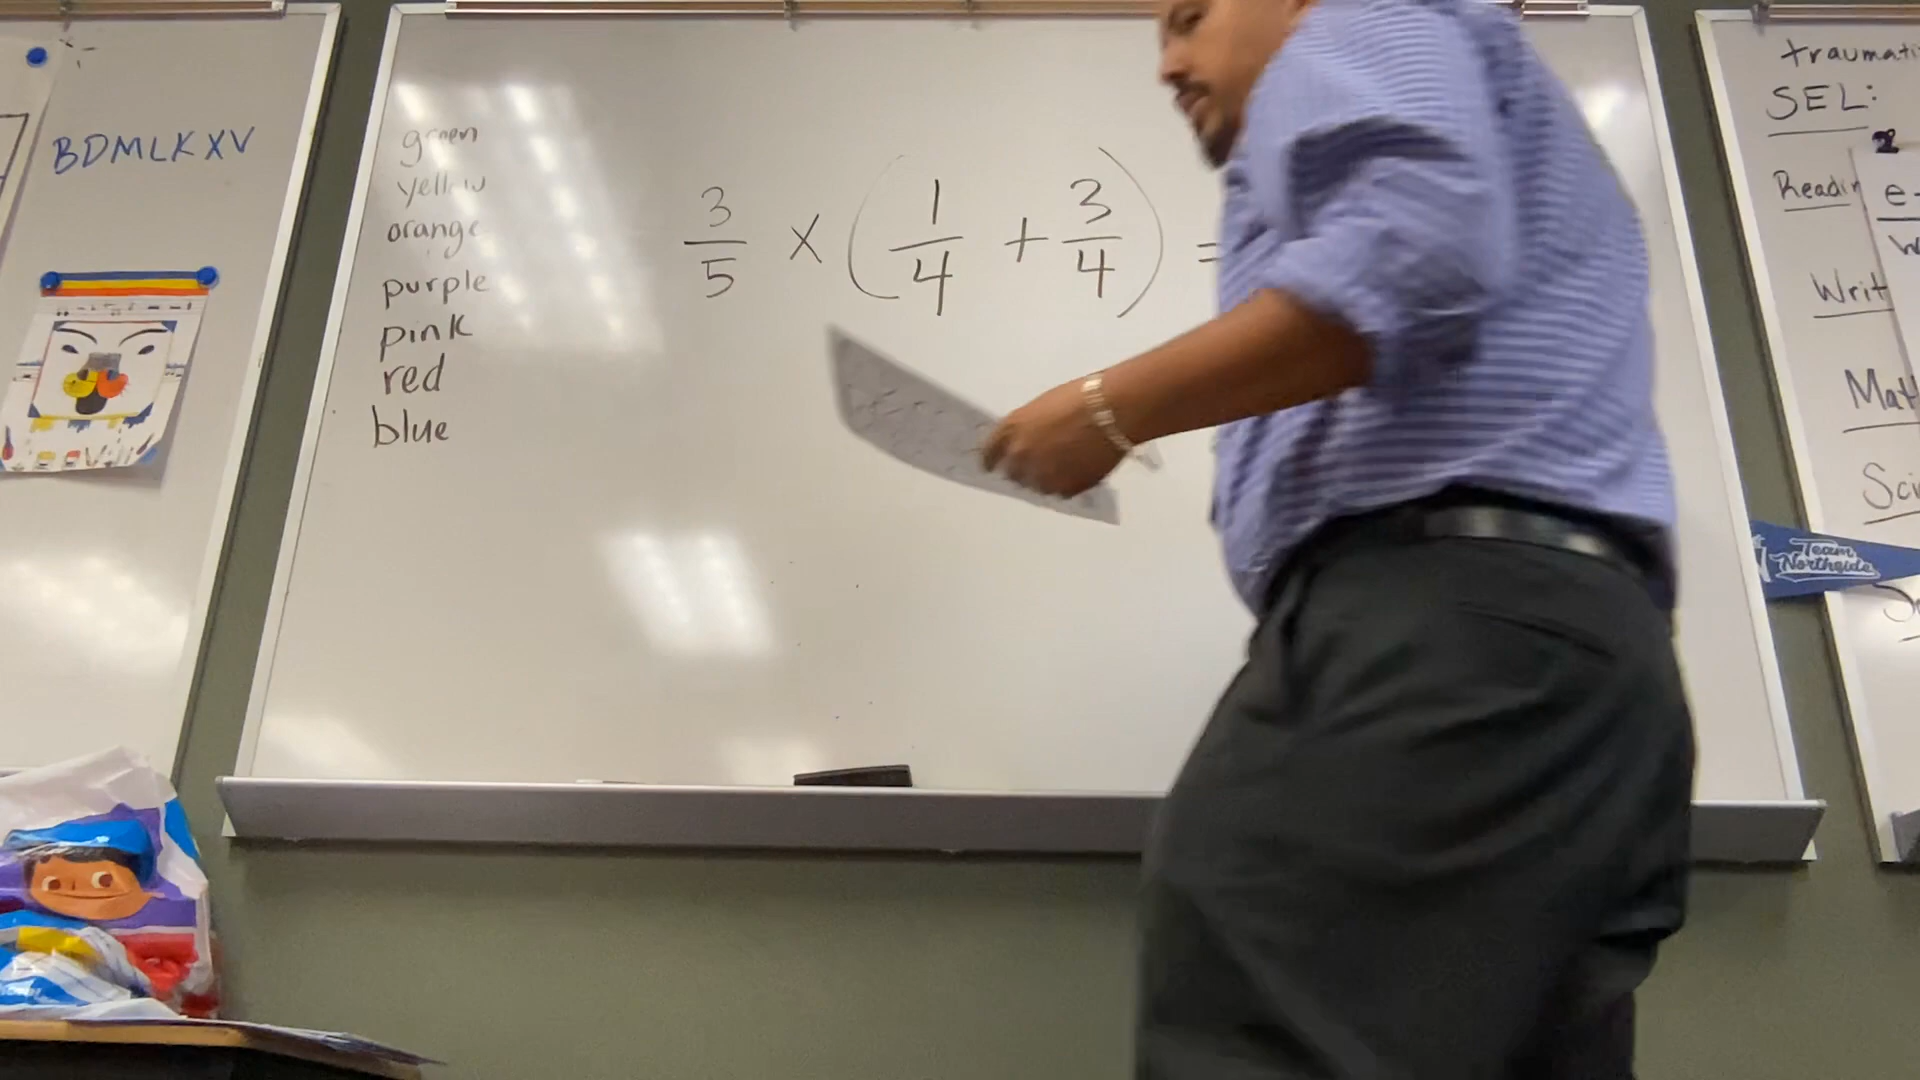 BDMLKXV
green
yellow
orange
purple
pink
red
blue
3/5 × (1/4 + 3/4) =
SEL:
Team
Northside